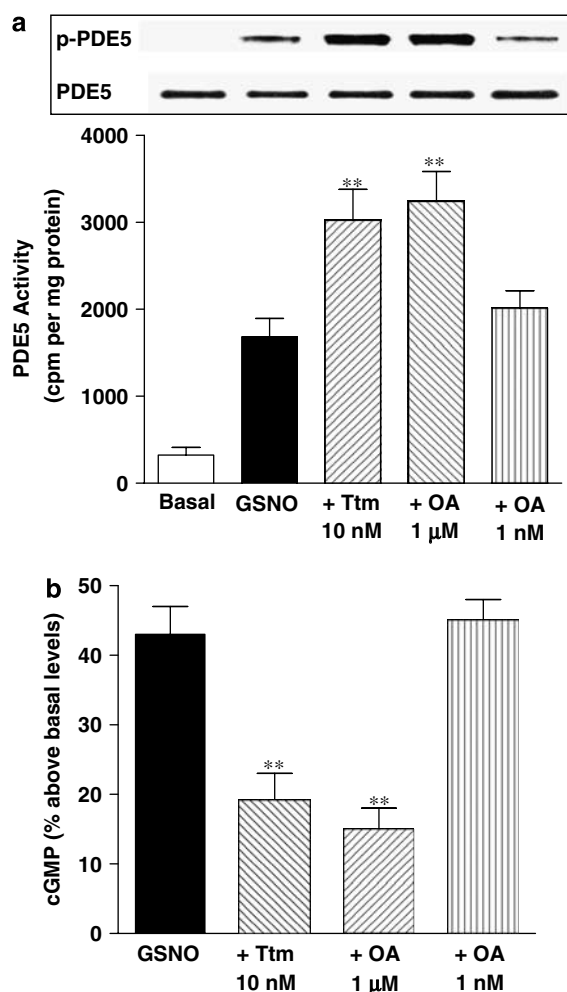 a
p-PDE5
PDE5
PDE5 Activity
(cpm per mg protein)
4000
3000
2000
1000
0
**
**
Basal
GSNO
+ Ttm
10 nM
+ OA
1 μM
+ OA
1 nM
b
cGMP (% above basal levels)
50
40
30
20
10
0
**
**
GSNO
+ Ttm
10 nM
+ OA
1 μM
+ OA
1 nM